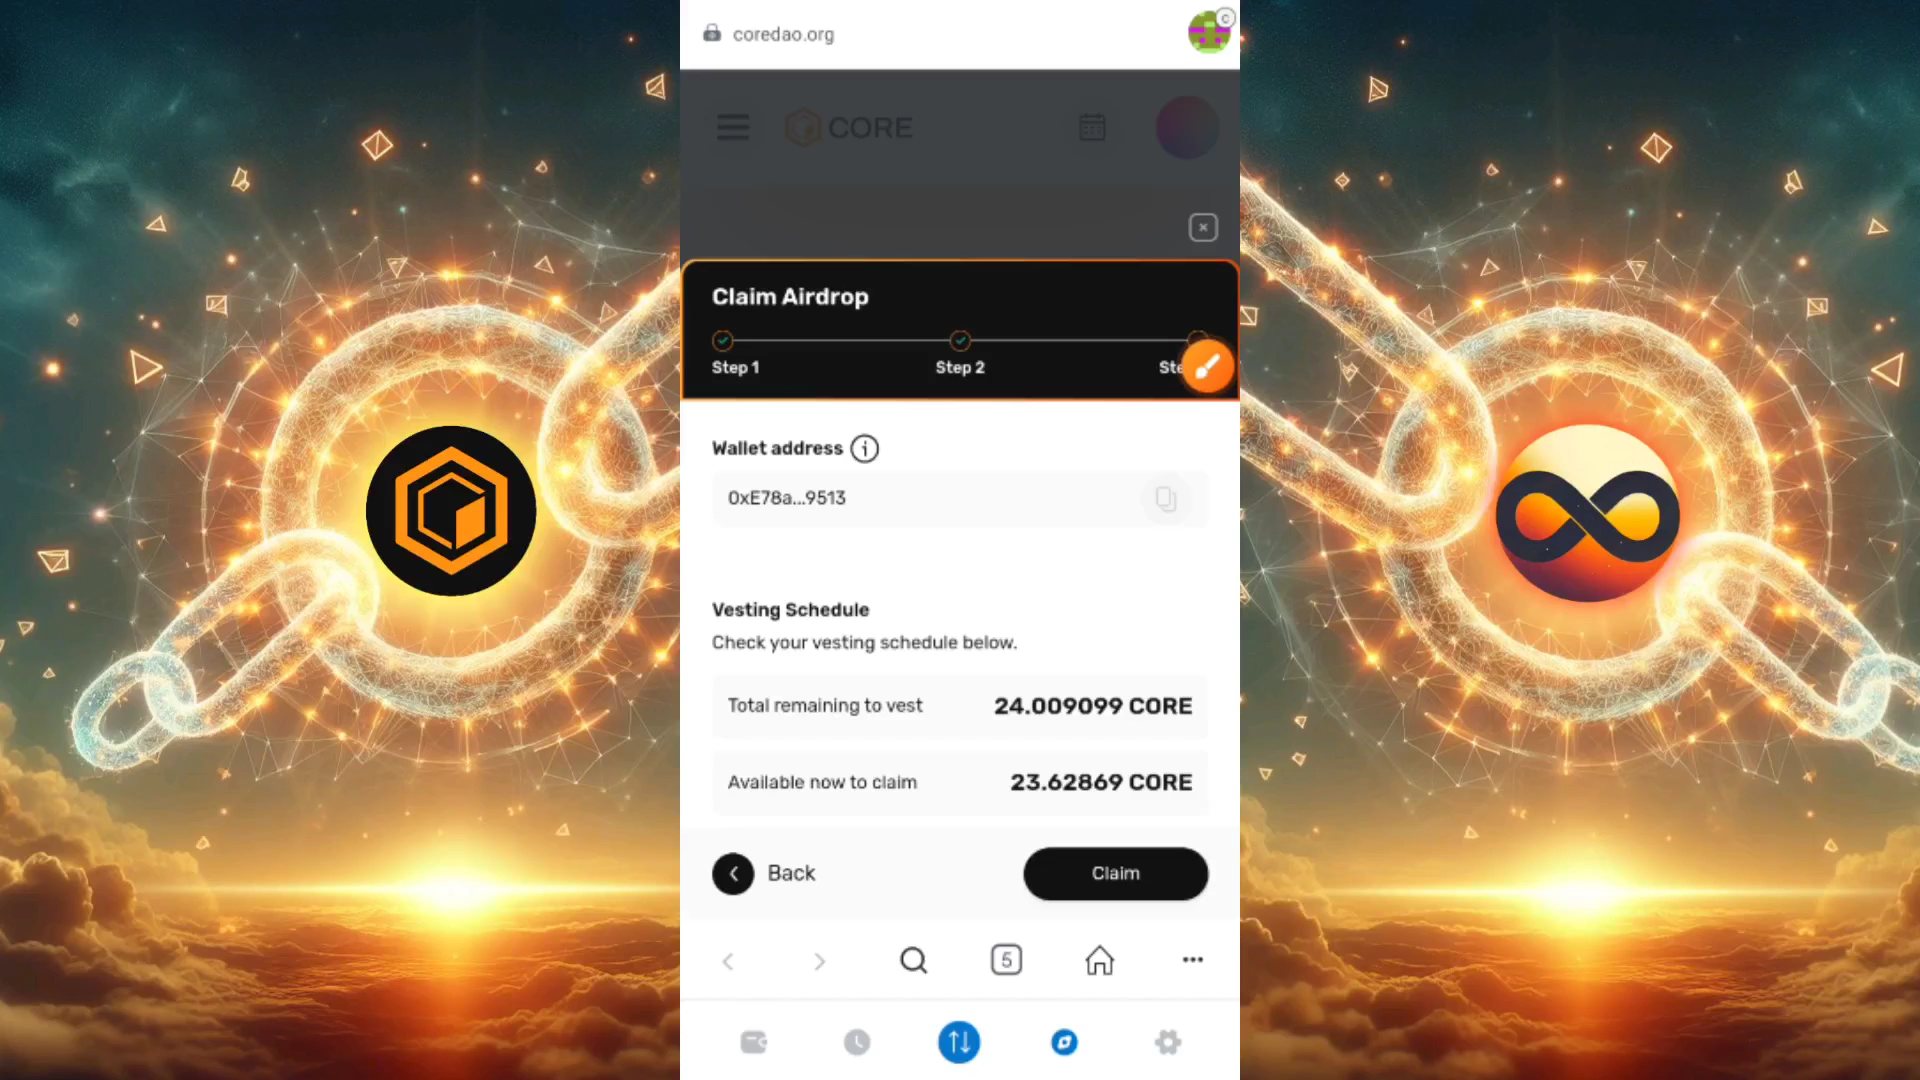 coredao.org
C
CORE
Claim Airdrop
Step 1
Step 2
Wallet address
0xE78a...9513
Vesting Schedule
Check your vesting schedule below.
Total remaining to vest
24.009099 CORE
Available now to claim
23.62869 CORE
Back
Claim
5